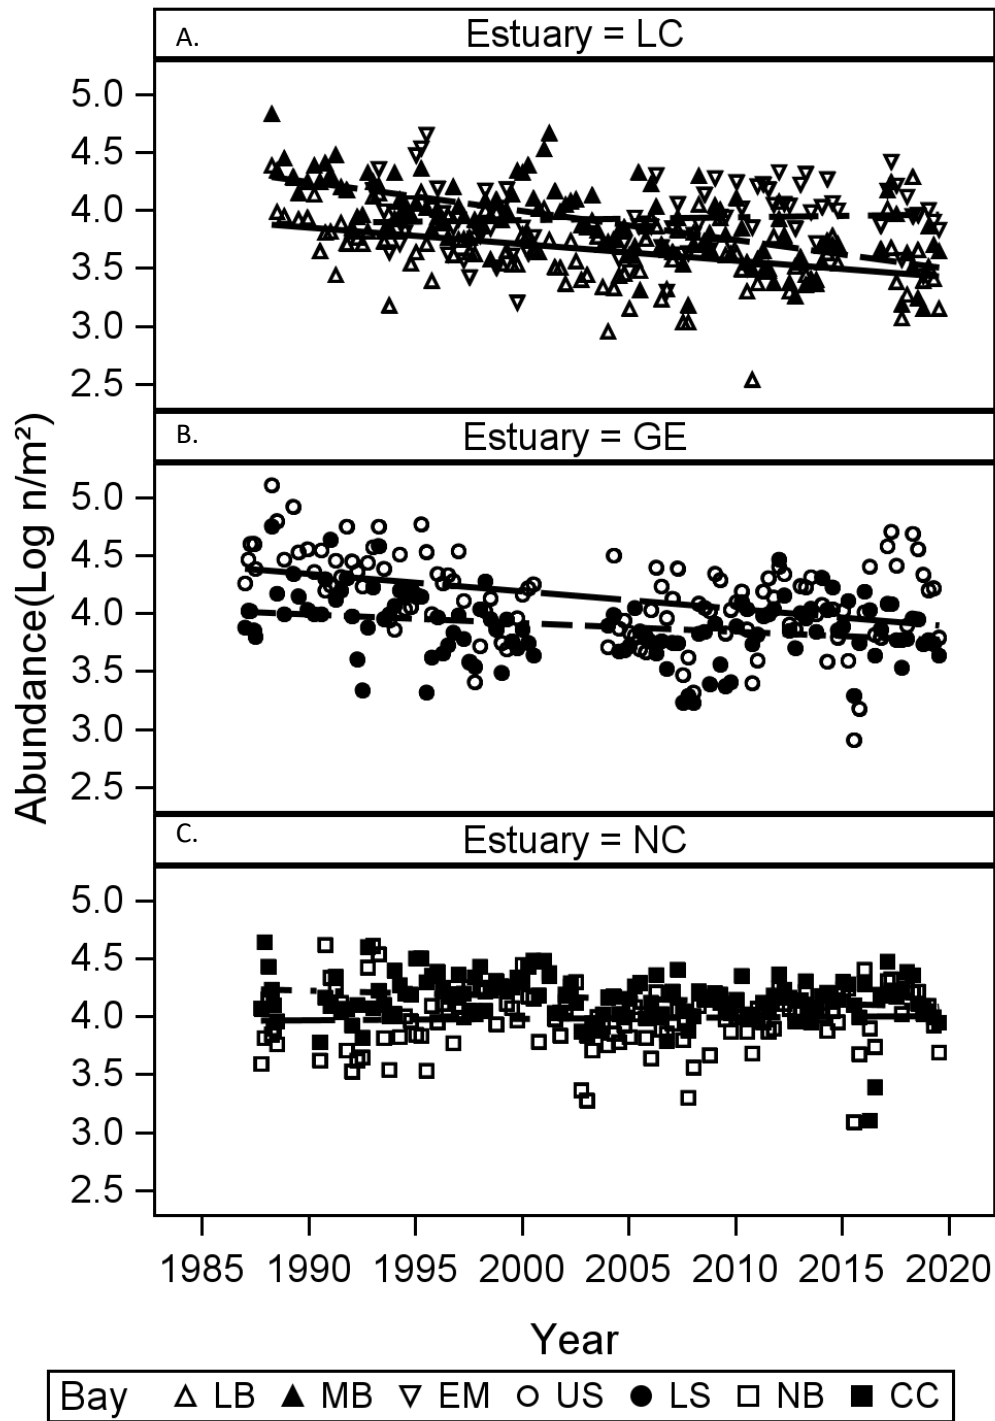 A. Estuary = LC
5.0
4.5
4.0
3.5
3.0
2.5
B. Estuary = GE
5.0
4.5
4.0
3.5
3.0
2.5
C. Estuary = NC
5.0
4.5
4.0
3.5
3.0
2.5
Abundance(Log n/m²)
1985 1990 1995 2000 2005 2010 2015 2020
Year
Bay LB MB EM US LS NB CC